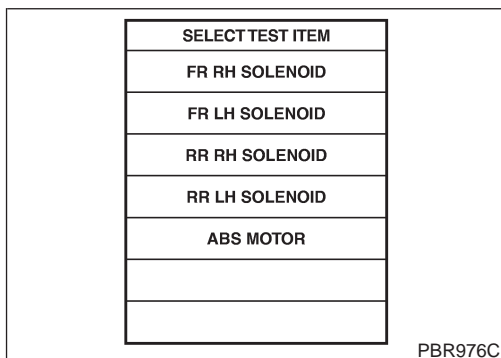 SELECT TEST ITEM
FR RH SOLENOID
FR LH SOLENOID
RR RH SOLENOID
RR LH SOLENOID
ABS MOTOR
PBR976C